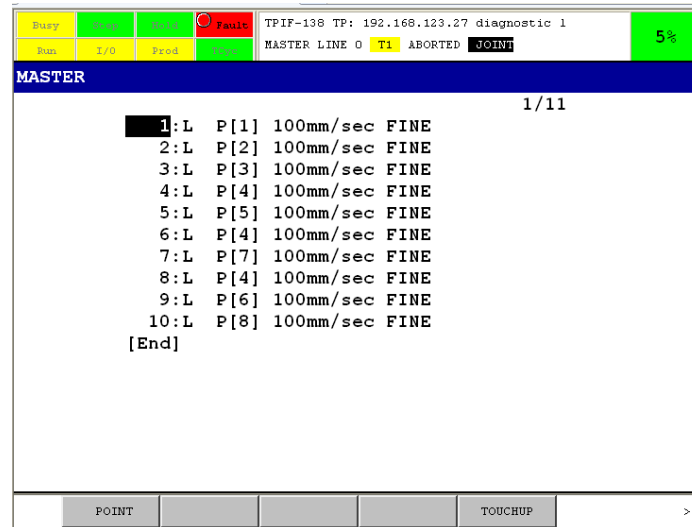 Busy Step Hold Fault
Run I/O Prod TCyc
TPIF-138 TP: 192.168.123.27 diagnostic l
MASTER LINE 0 T1 ABORTED JOINT
5%
MASTER
1/11
1:L P[1] 100mm/sec FINE
2:L P[2] 100mm/sec FINE
3:L P[3] 100mm/sec FINE
4:L P[4] 100mm/sec FINE
5:L P[5] 100mm/sec FINE
6:L P[4] 100mm/sec FINE
7:L P[7] 100mm/sec FINE
8:L P[4] 100mm/sec FINE
9:L P[6] 100mm/sec FINE
10:L P[8] 100mm/sec FINE
[End]
POINT TOUCHUP >